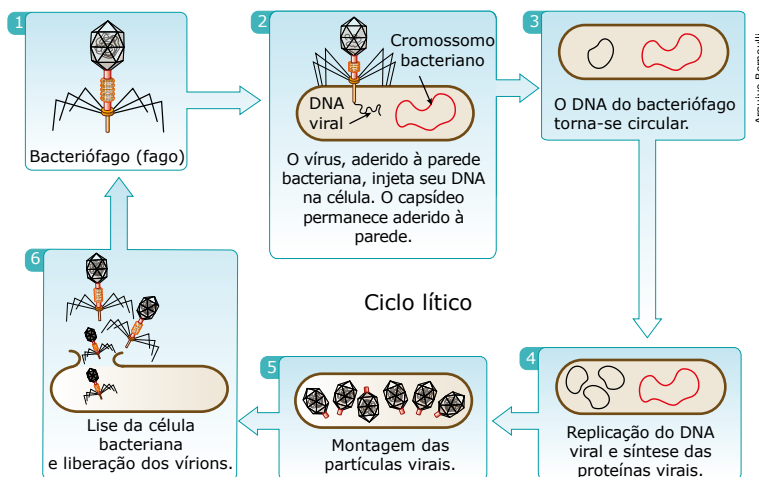 1
Bacteriófago (fago)
2
Cromossomo
bacteriano
DNA
viral
O vírus, aderido à parede
bacteriana, injeta seu DNA
na célula. O capsídeo
permanece aderido à
parede.
3
O DNA do bacteriófago
torna-se circular.
Ciclo lítico
4
Replicação do DNA
viral e síntese das
proteínas virais.
5
Montagem das
partículas virais.
6
Lise da célula
bacteriana
e liberação dos vírions.